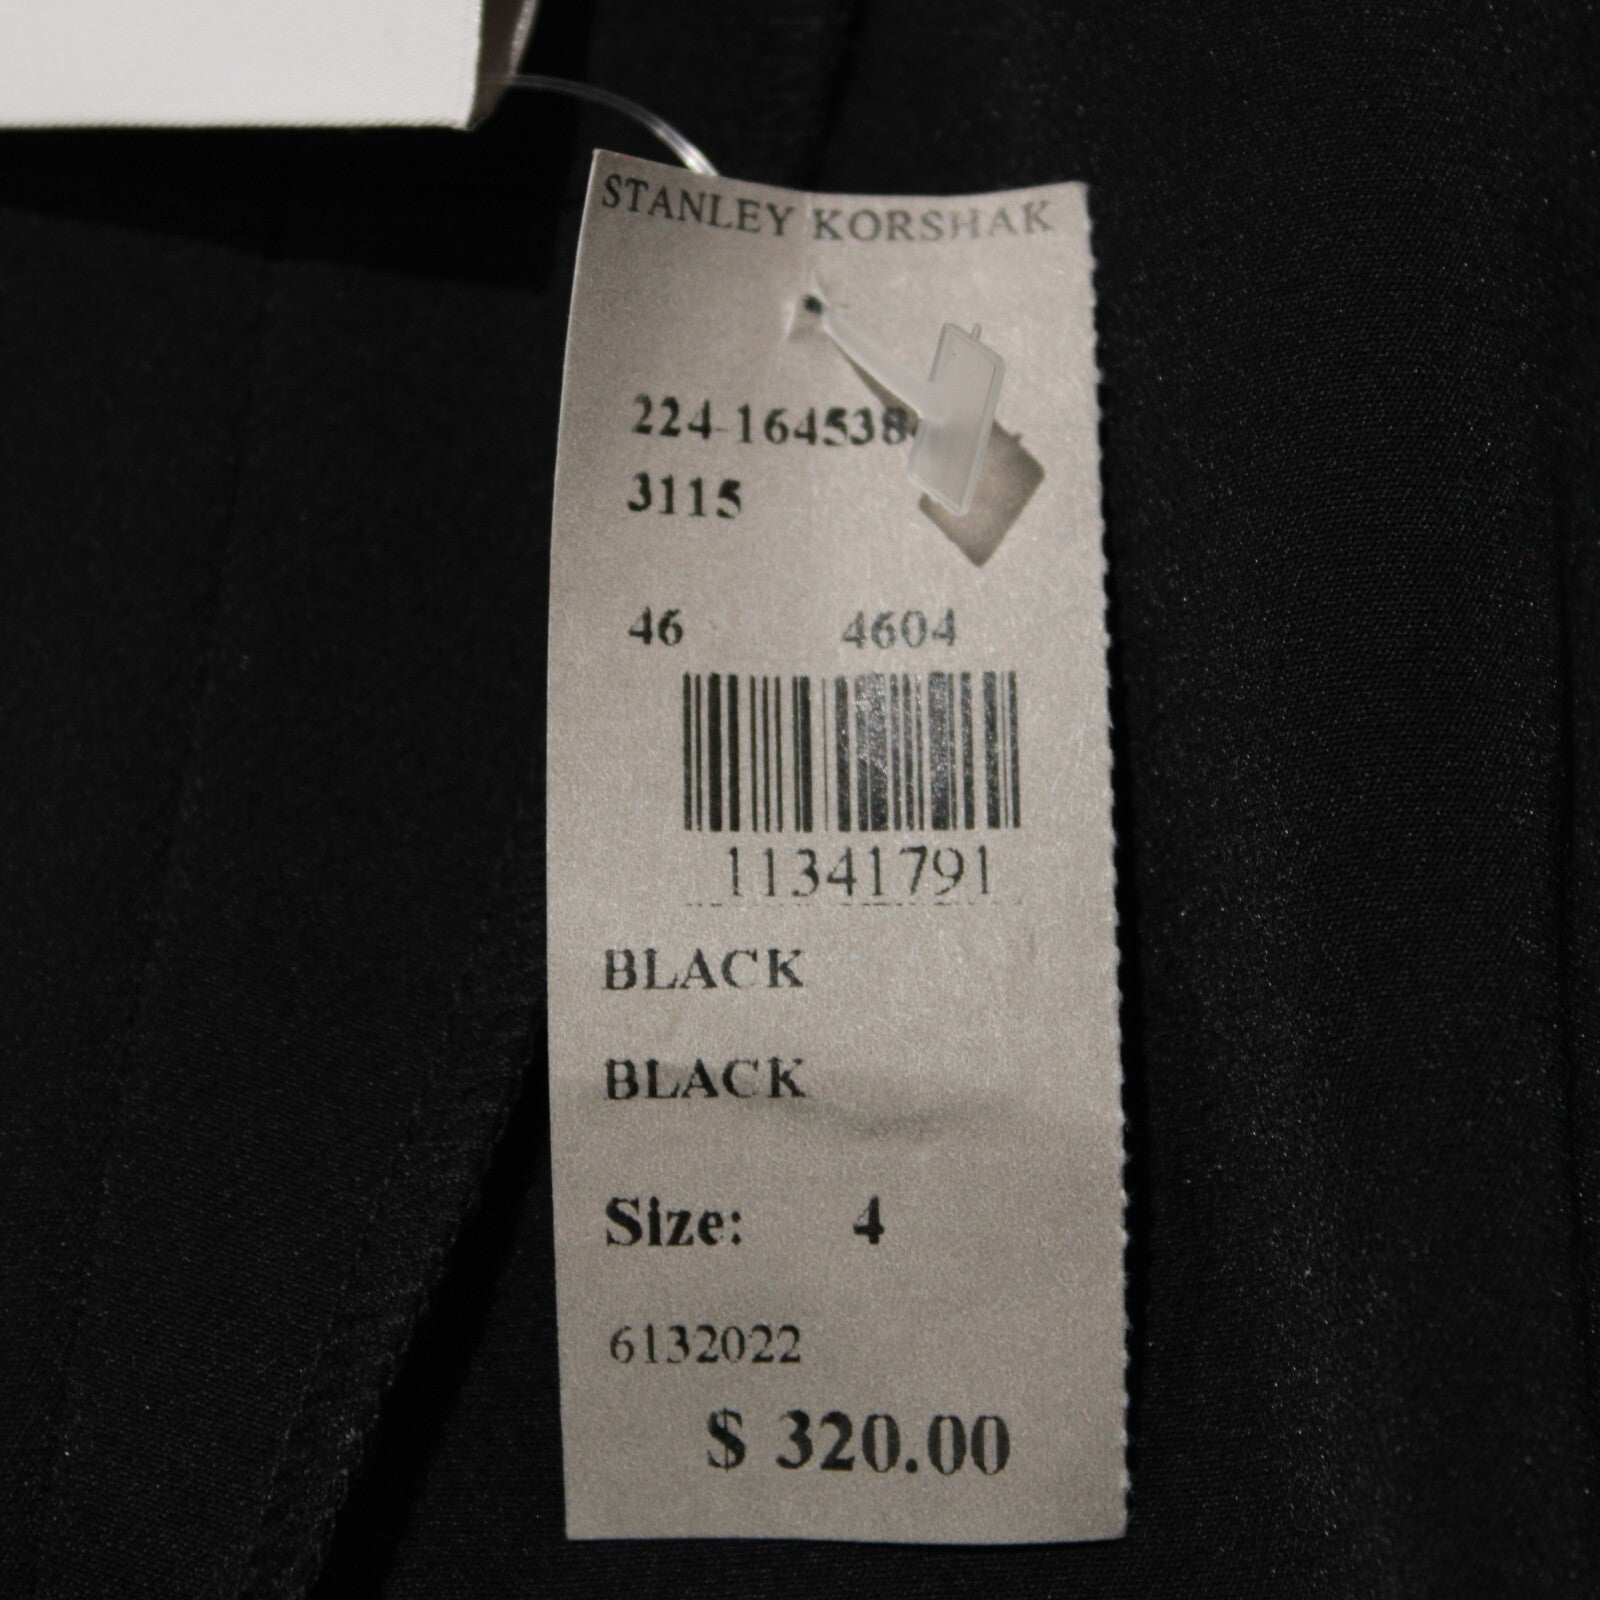 STANLEY KORSHAK
224-164538
3115
46 4604
11341791
BLACK
BLACK
Size: 4
6132022
$ 320.00